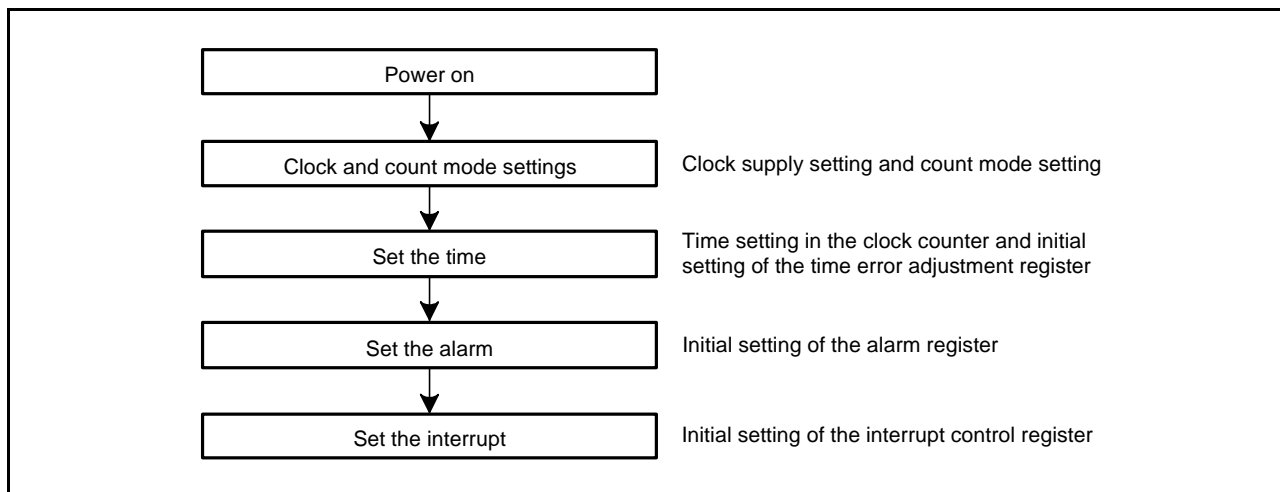 Power on
Clock and count mode settings
Clock supply setting and count mode setting
Set the time
Time setting in the clock counter and initial
setting of the time error adjustment register
Set the alarm
Initial setting of the alarm register
Set the interrupt
Initial setting of the interrupt control register